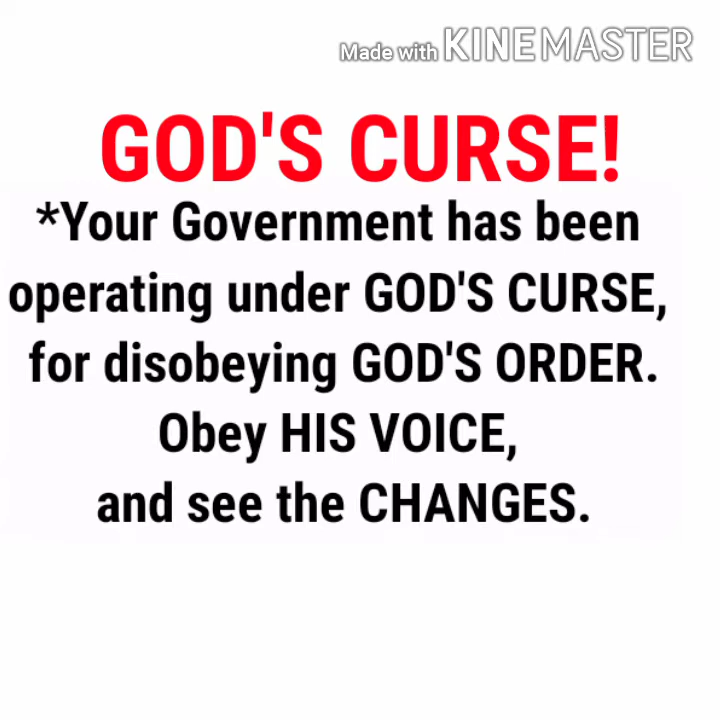 Made with KINEMASTER
GOD'S CURSE!
*Your Government has been
operating under GOD'S CURSE,
for disobeying GOD'S ORDER.
Obey HIS VOICE,
and see the CHANGES.